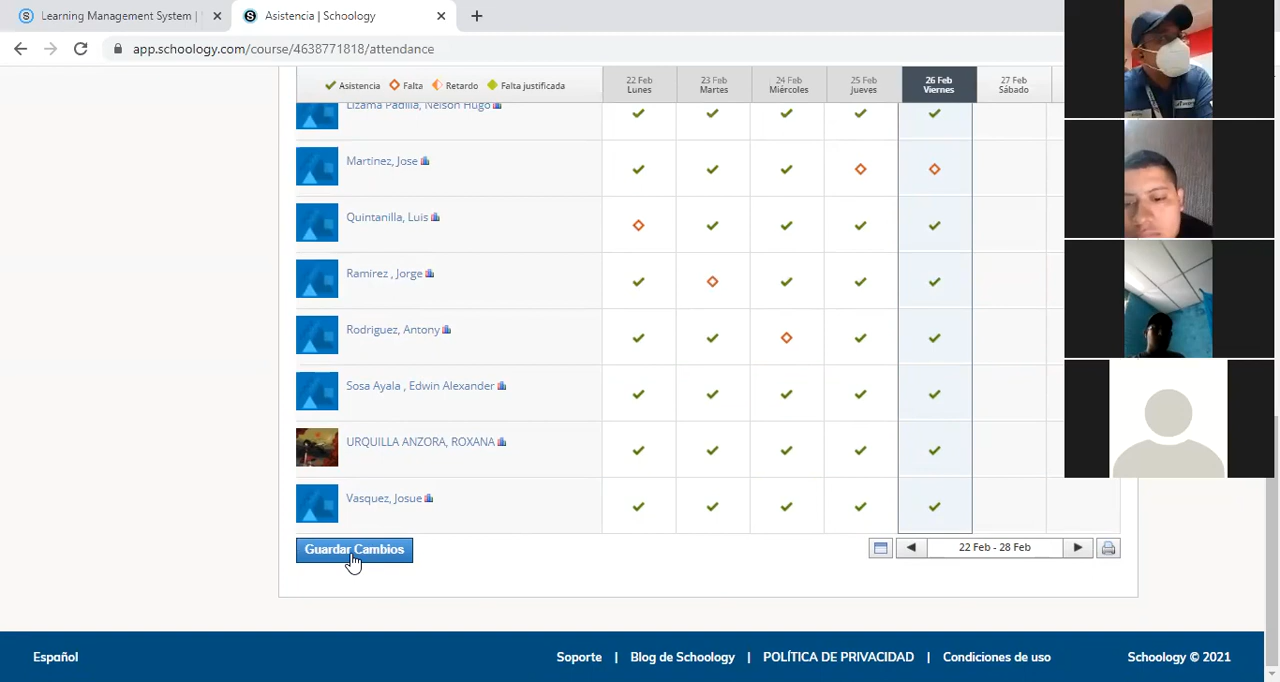 Learning Management System |
Asistencia | Schoology
app.schoology.com/course/4638771818/attendance
Asistencia Falta Retardo Falta justificada
22 Feb Lunes
23 Feb Martes
24 Feb Miércoles
25 Feb Jueves
26 Feb Viernes
27 Feb Sábado
Lizama Padilla, Nelson Hugo
Martinez, Jose
Quintanilla, Luis
Ramirez , Jorge
Rodriguez, Antony
Sosa Ayala , Edwin Alexander
URQUILLA ANZORA, ROXANA
Vasquez, Josue
Guardar Cambios
22 Feb - 28 Feb
Español
Soporte | Blog de Schoology | POLÍTICA DE PRIVACIDAD | Condiciones de uso
Schoology © 2021